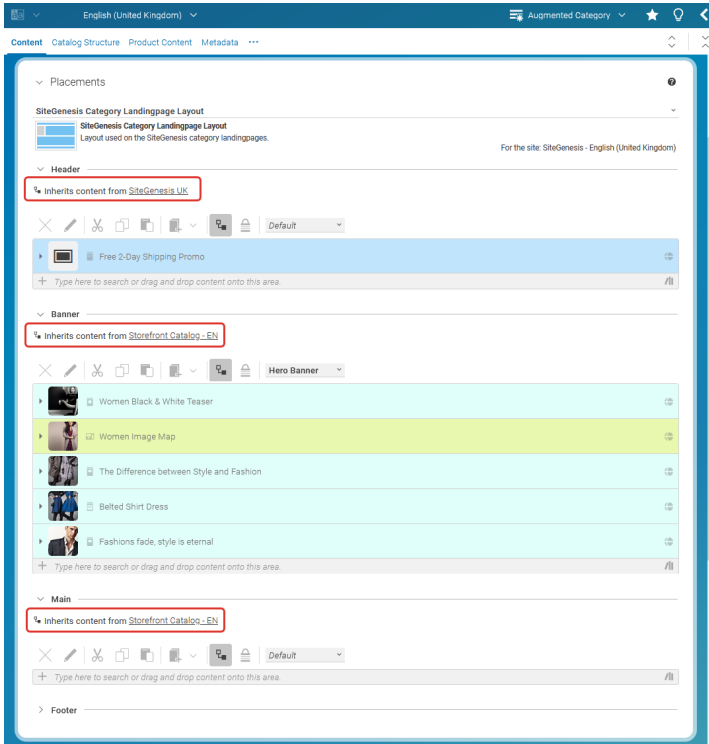 English (United Kingdom)
Augmented Category
Content Catalog Structure Product Content Metadata •••
Placements
SiteGenesis Category Landingpage Layout
SiteGenesis Category Landingpage Layout
Layout used on the SiteGenesis category landingpages.
For the site: SiteGenesis - English (United Kingdom)
Header
Inherits content from SiteGenesis UK
Default
Free 2-Day Shipping Promo
Type here to search or drag and drop content onto this area.
Banner
Inherits content from Storefront Catalog - EN
Hero Banner
Women Black & White Teaser
Women Image Map
The Difference between Style and Fashion
Belted Shirt Dress
Fashions fade, style is eternal
Type here to search or drag and drop content onto this area.
Main
Inherits content from Storefront Catalog - EN
Default
Type here to search or drag and drop content onto this area.
Footer